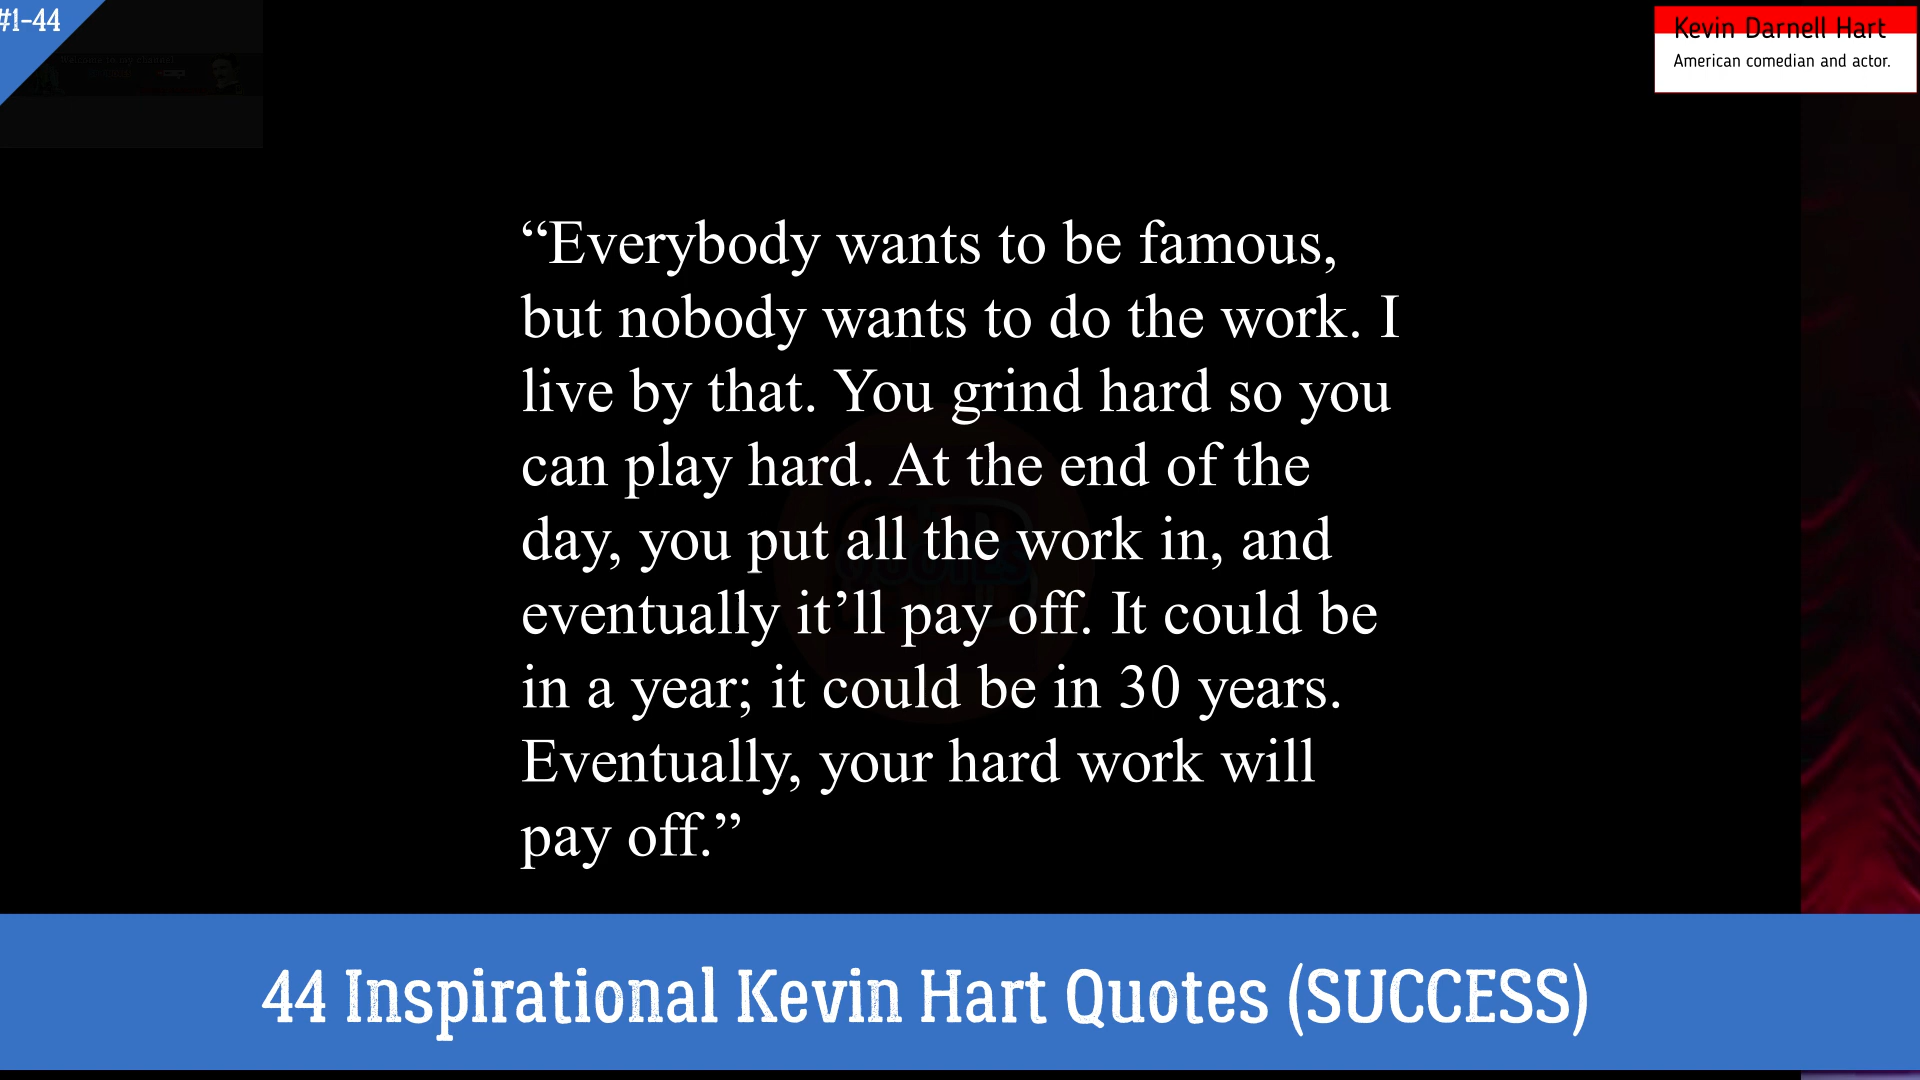 #1-44
Kevin Darnell Hart
American comedian and actor.
“Everybody wants to be famous,
but nobody wants to do the work. I
live by that. You grind hard so you
can play hard. At the end of the
day, you put all the work in, and
eventually it’ll pay off. It could be
in a year; it could be in 30 years.
Eventually, your hard work will
pay off.”
44 Inspirational Kevin Hart Quotes (SUCCESS)